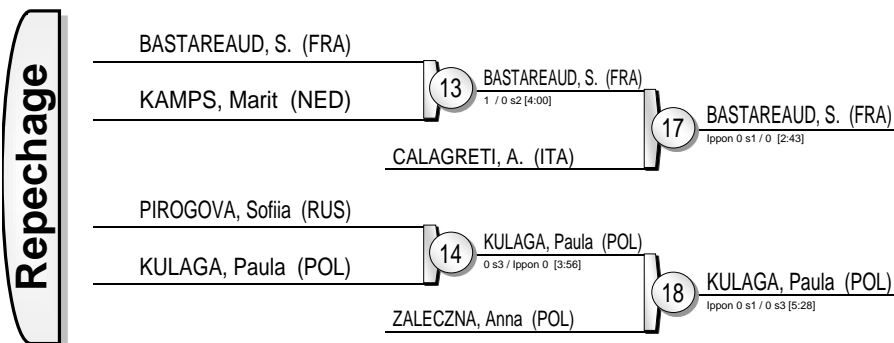 Repechage
BASTAREAUD, S. (FRA)
KAMPS, Marit (NED)
13
BASTAREAUD, S. (FRA)
1 / 0 s2 [4:00]
CALAGRETI, A. (ITA)
17
BASTAREAUD, S. (FRA)
Ippon 0 s1 / 0 [2:43]
PIROGOVA, Sofiia (RUS)
KULAGA, Paula (POL)
14
KULAGA, Paula (POL)
0 s3 / Ippon 0 [3:56]
ZALECZNA, Anna (POL)
18
KULAGA, Paula (POL)
Ippon 0 s1 / 0 s3 [5:28]